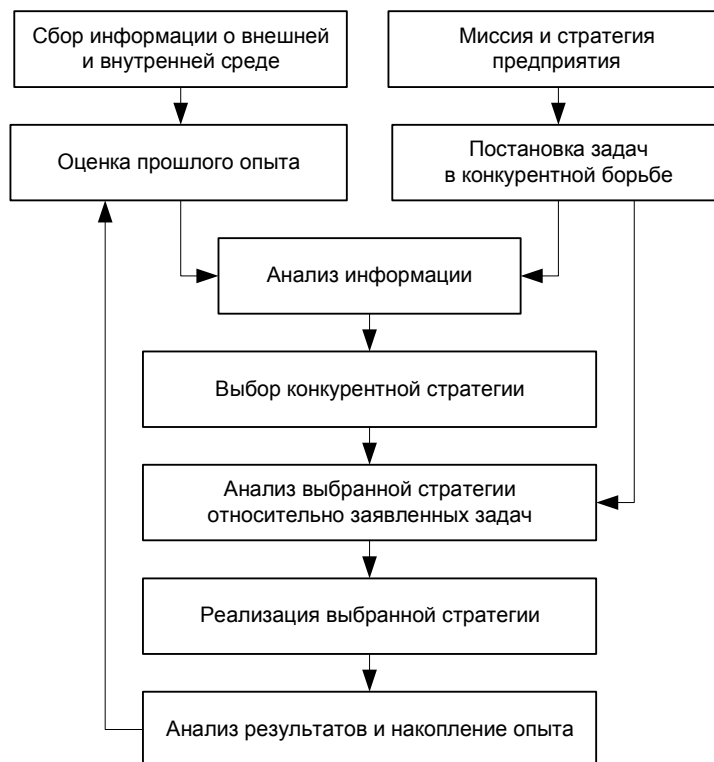 Сбор информации о внешней
и внутренней среде
Миссия и стратегия
предприятия
Оценка прошлого опыта
Постановка задач
в конкурентной борьбе
Анализ информации
Выбор конкурентной стратегии
Анализ выбранной стратегии
относительно заявленных задач
Реализация выбранной стратегии
Анализ результатов и накопление опыта